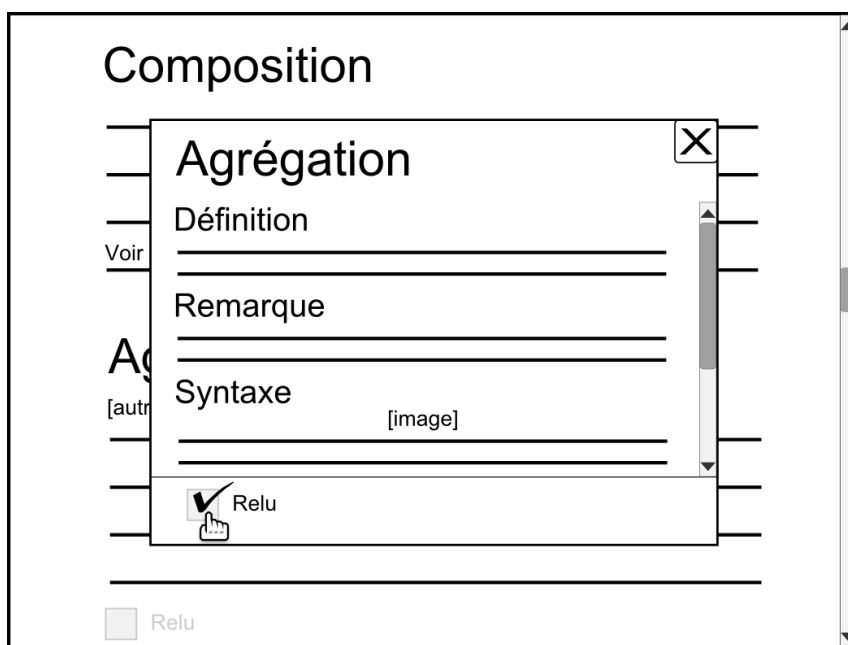 Composition
Agrégation
Définition
Voir
Remarque
Ag
Syntaxe
[autr
[image]
Relu
Relu